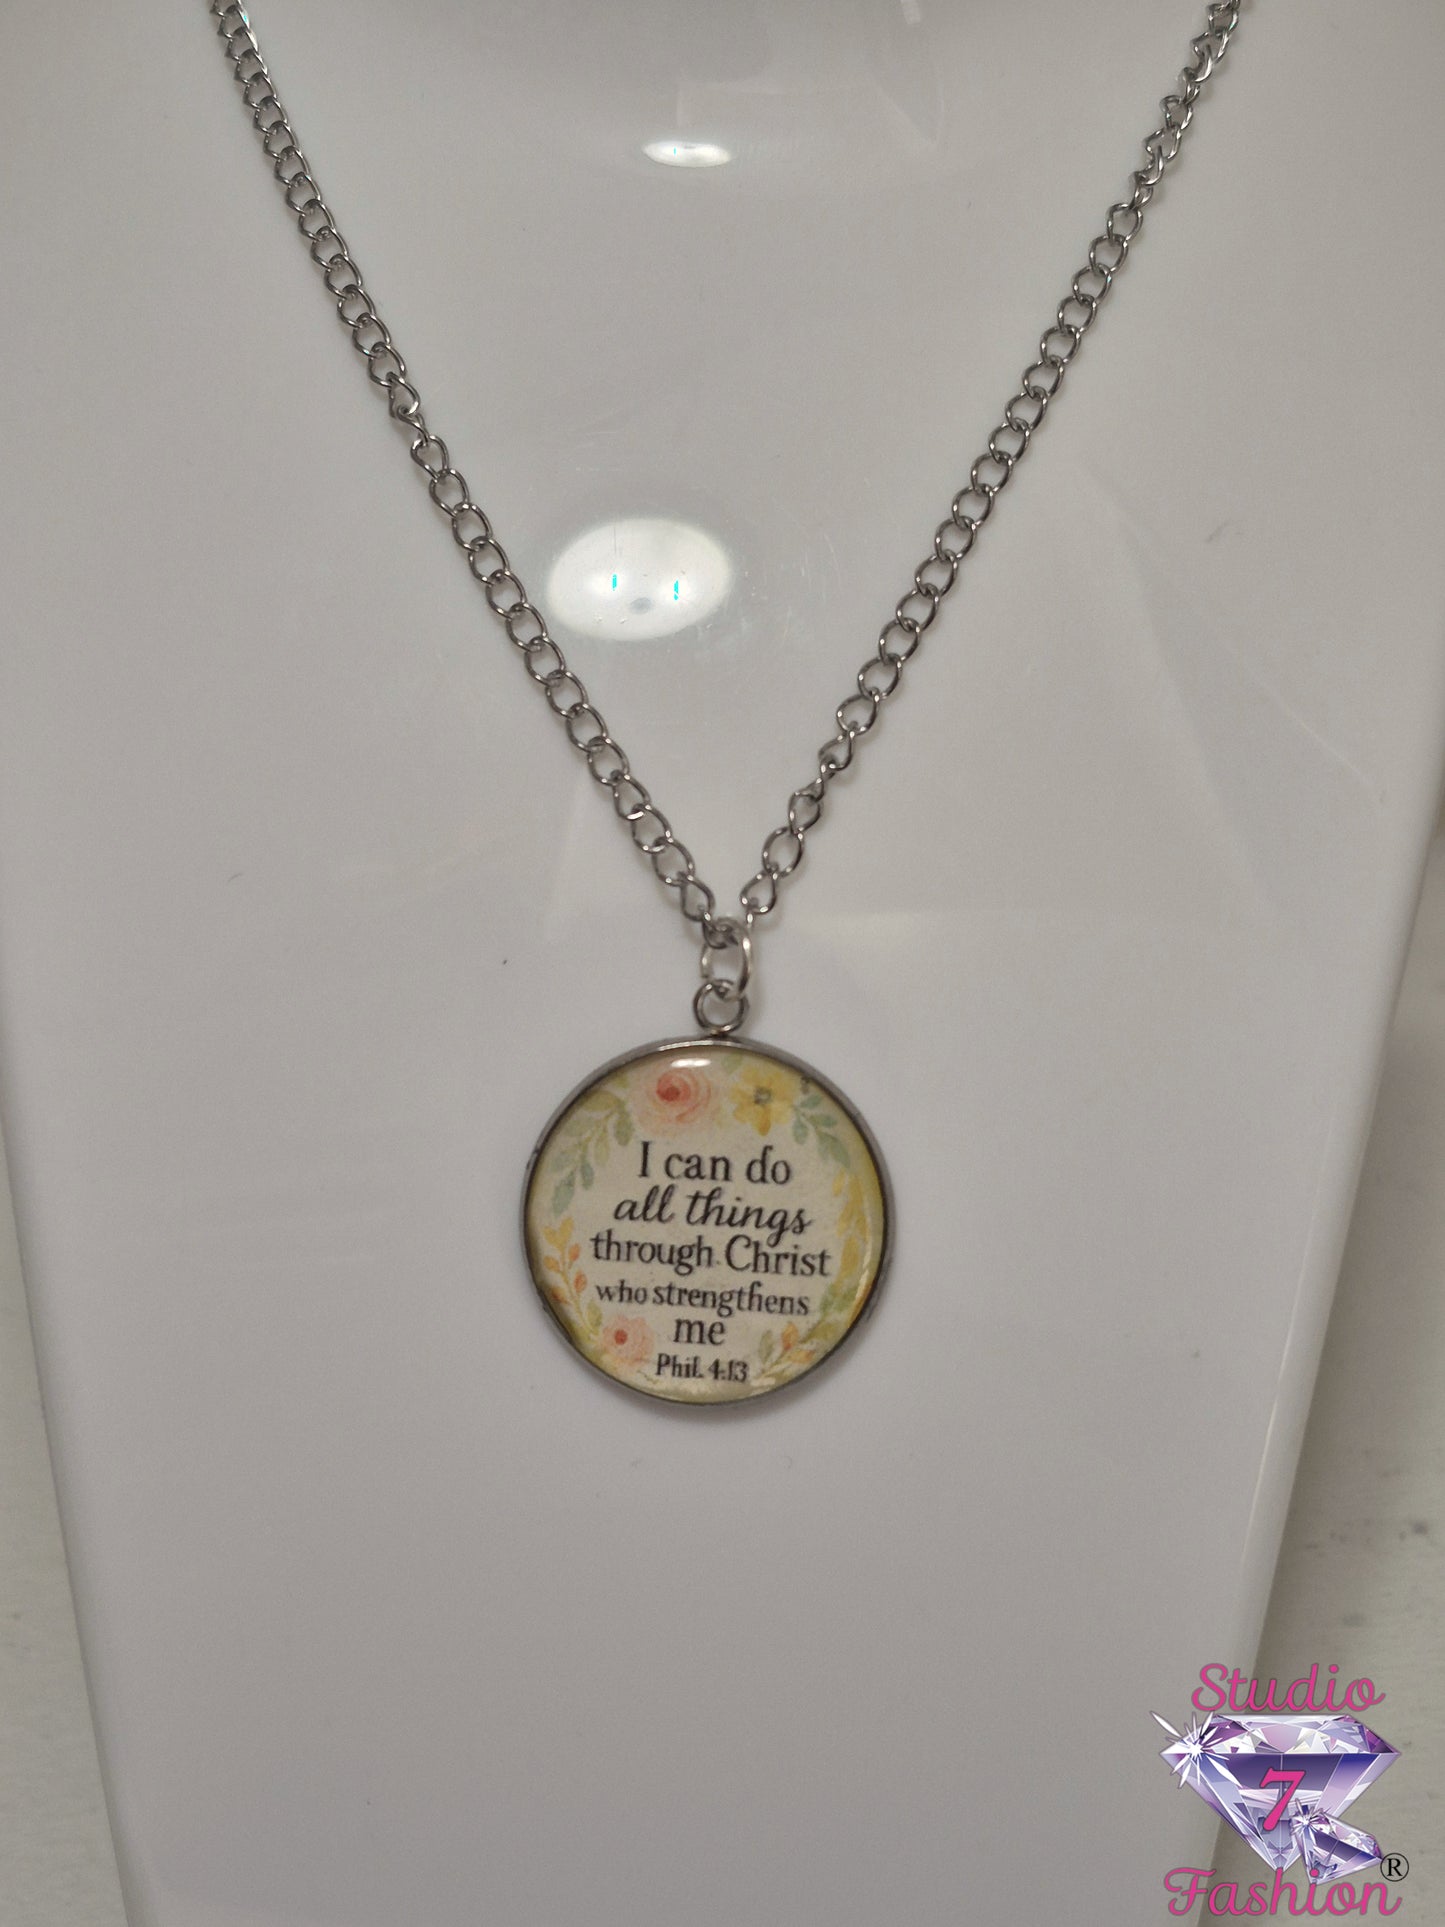 I can do
all things
through Christ
who strengthens
me
Phil. 4:13
Studio
7
Fashion®